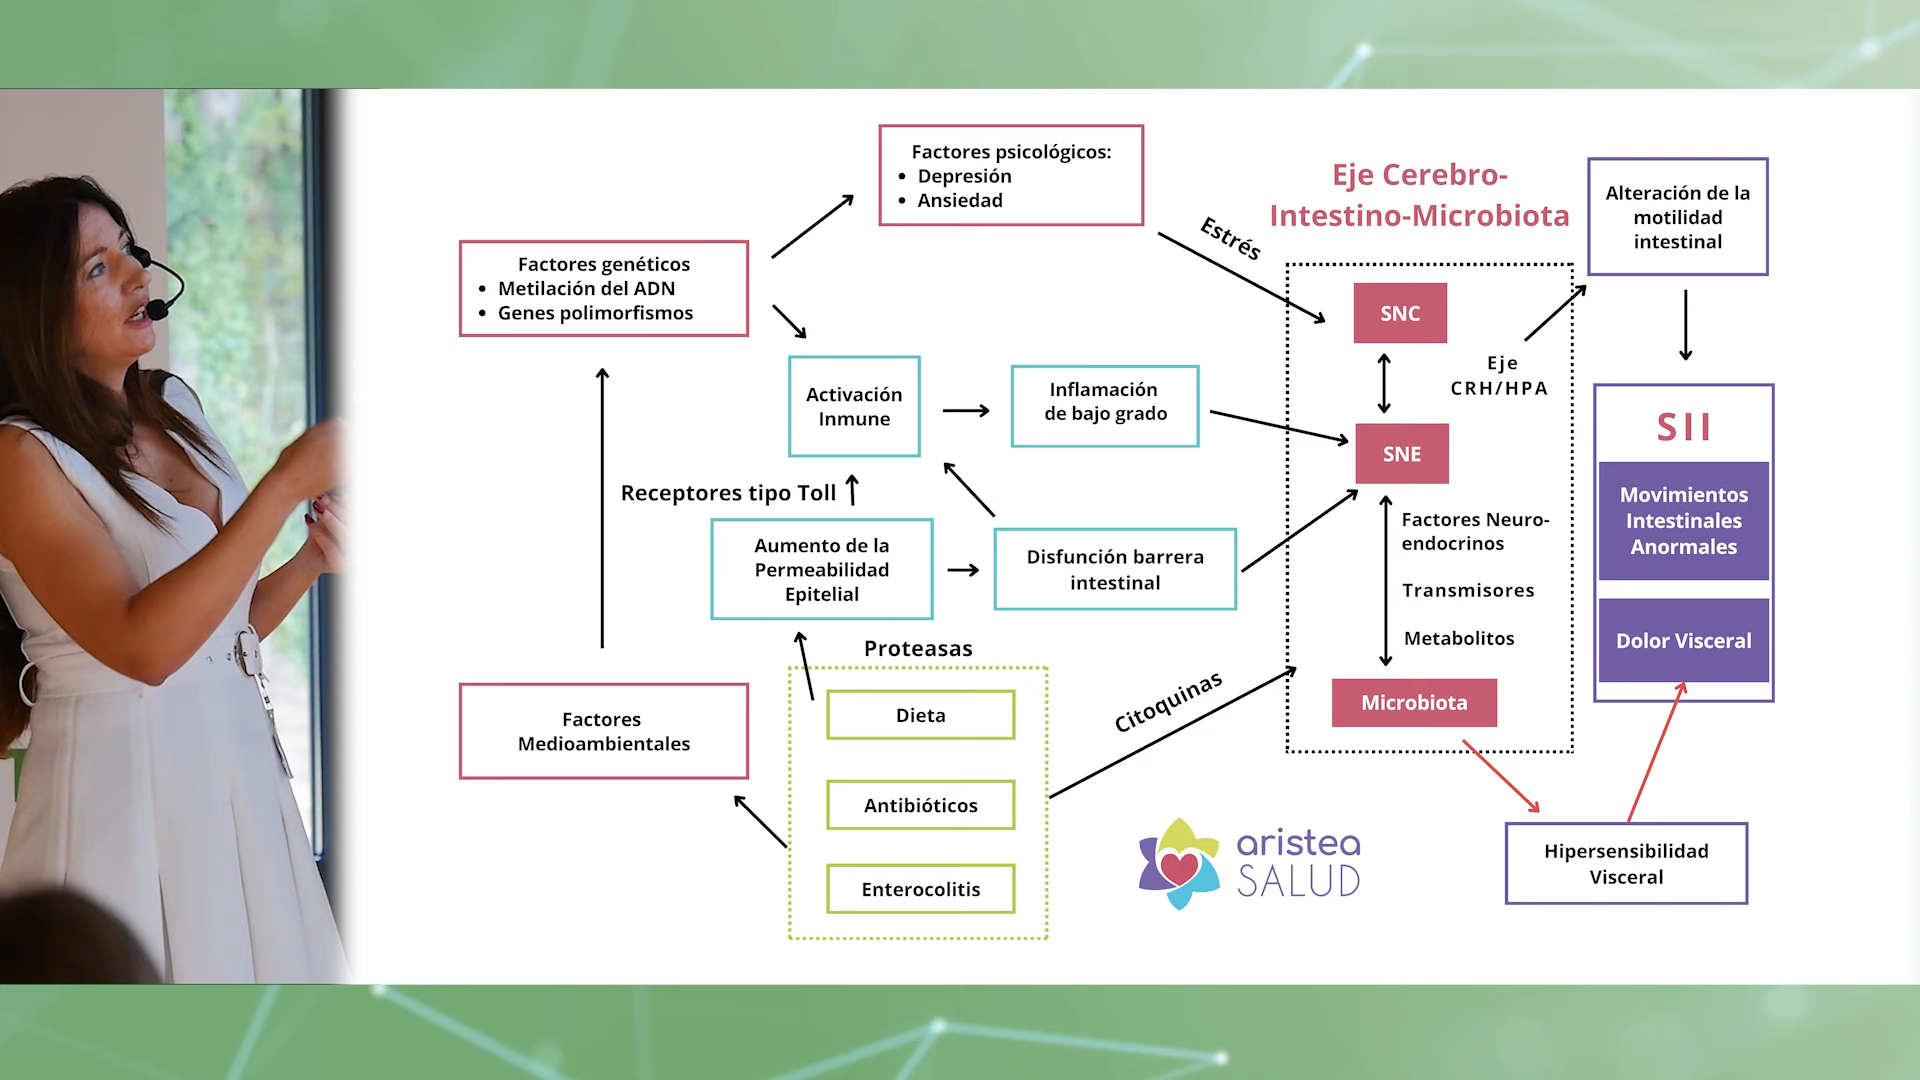 Factores psicológicos:
• Depresión
• Ansiedad
Estrés
Eje Cerebro-
Intestino-Microbiota
Alteración de la
motilidad
intestinal
Factores genéticos
• Metilación del ADN
• Genes polimorfismos
SNC
Eje
CRH/HPA
Activación
Inmune
Inflamación
de bajo grado
SNE
SII
Movimientos
Intestinales
Anormales
Dolor Visceral
Receptores tipo Toll
Aumento de la
Permeabilidad
Epitelial
Disfunción barrera
intestinal
Factores Neuro-
endocrinos
Transmisores
Metabolitos
Proteasas
Factores
Medioambientales
Dieta
Antibióticos
Enterocolitis
Citoquinas
Microbiota
Hipersensibilidad
Visceral
aristea
SALUD